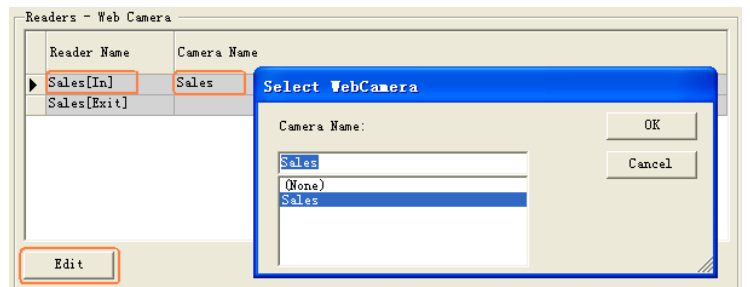 Readers - Web Camera
Reader Name Camera Name
Sales[In] Sales
Sales[Exit]
Select WebCamera
Camera Name:
OK
Sales
Cancel
(None)
Sales
Edit